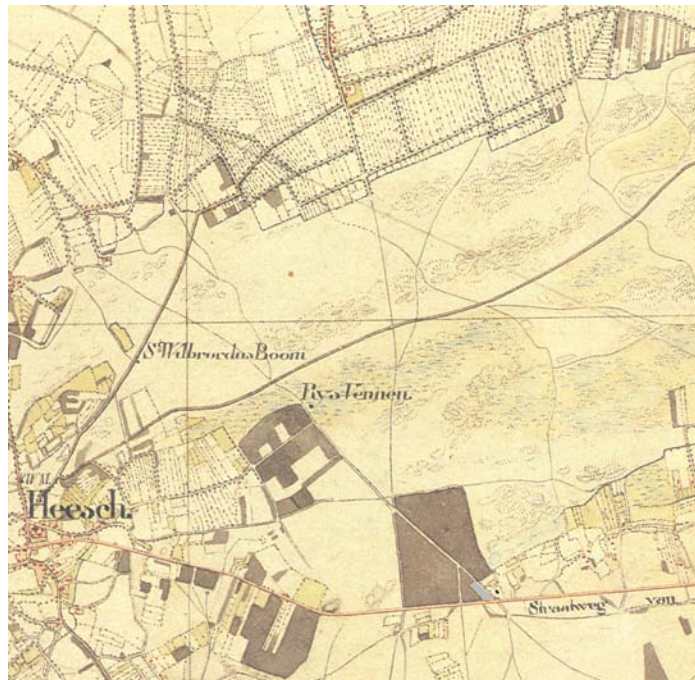 St Wilbrordus Boom
Rys Vennen.
W M.
Heesch.
Straatweg van